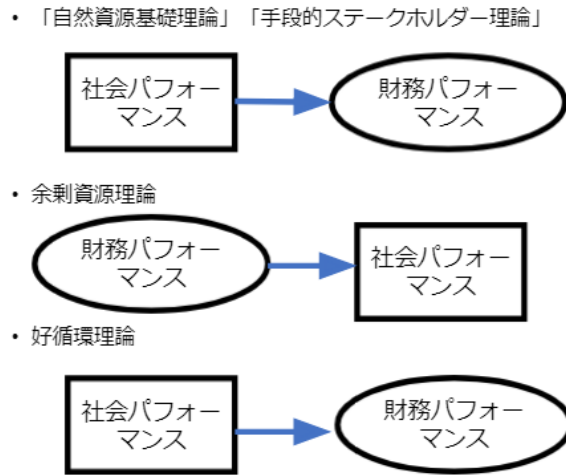 • 「自然資源基礎理論」「手段的ステークホルダー理論」
社会パフォー
マンス
財務パフォー
マンス
• 余剰資源理論
財務パフォー
マンス
社会パフォー
マンス
• 好循環理論
社会パフォー
マンス
財務パフォー
マンス